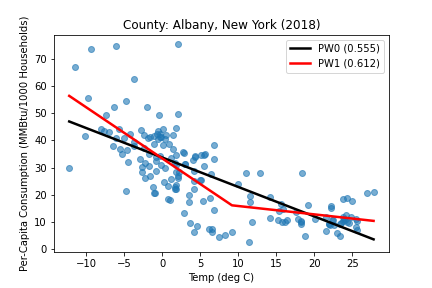 County: Albany, New York (2018)
Per-Capita Consumption (MMBtu/1000 Households)
70
60
50
40
30
20
10
0
PW0 (0.555)
PW1 (0.612)
−10 −5 0 5 10 15 20 25
Temp (deg C)